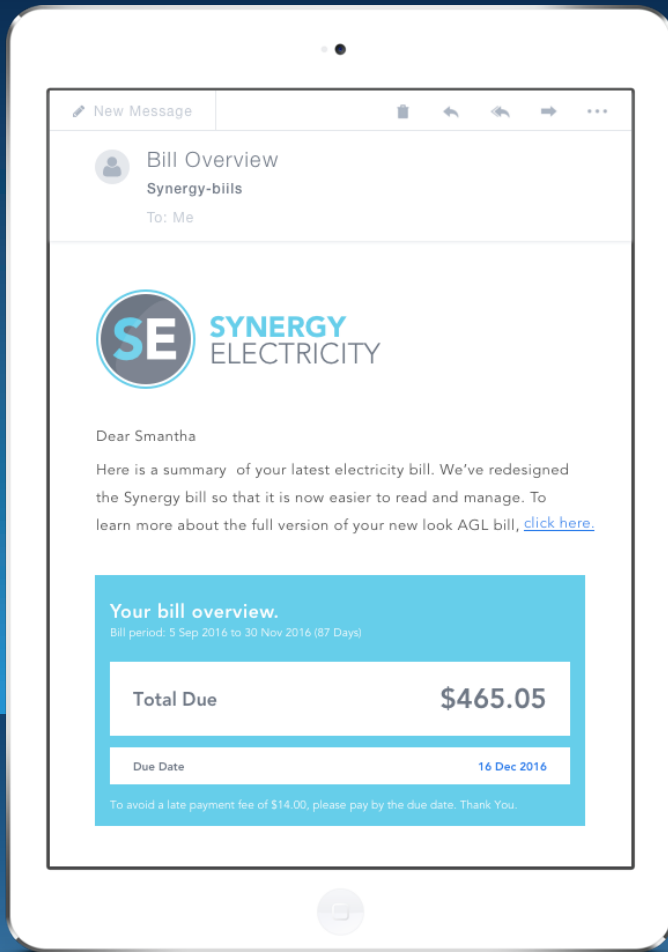 New Message
Bill Overview
Synergy-biils
To: Me
SE SYNERGY
ELECTRICITY
Dear Smantha
Here is a summary of your latest electricity bill. We've redesigned
the Synergy bill so that it is now easier to read and manage. To
learn more about the full version of your new look AGL bill, click here.
Your bill overview.
Bill period: 5 Sep 2016 to 30 Nov 2016 (87 Days)
Total Due $465.05
Due Date 16 Dec 2016
To avoid a late payment fee of $14.00, please pay by the due date. Thank You.